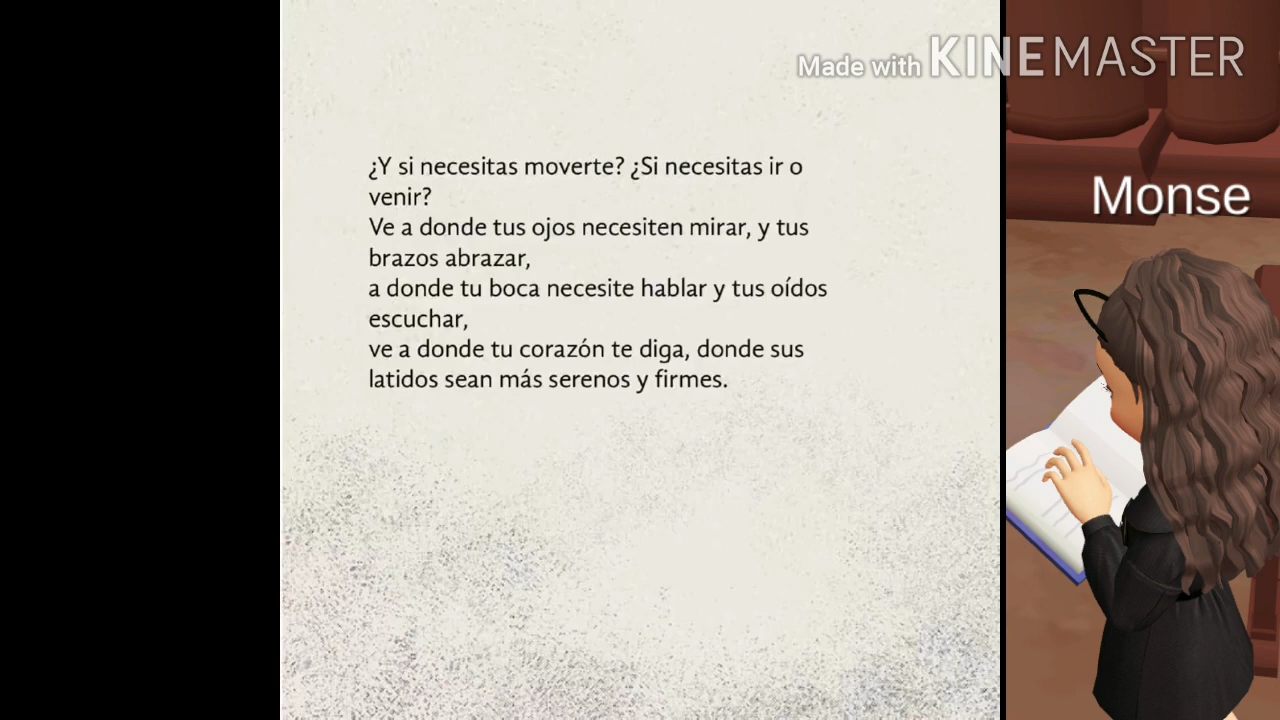 Made with KINEMASTER
¿Y si necesitas moverte? ¿Si necesitas ir o
venir?
Ve a donde tus ojos necesiten mirar, y tus
brazos abrazar,
a donde tu boca necesite hablar y tus oídos
escuchar,
ve a donde tu corazón te diga, donde sus
latidos sean más serenos y firmes.
Monse